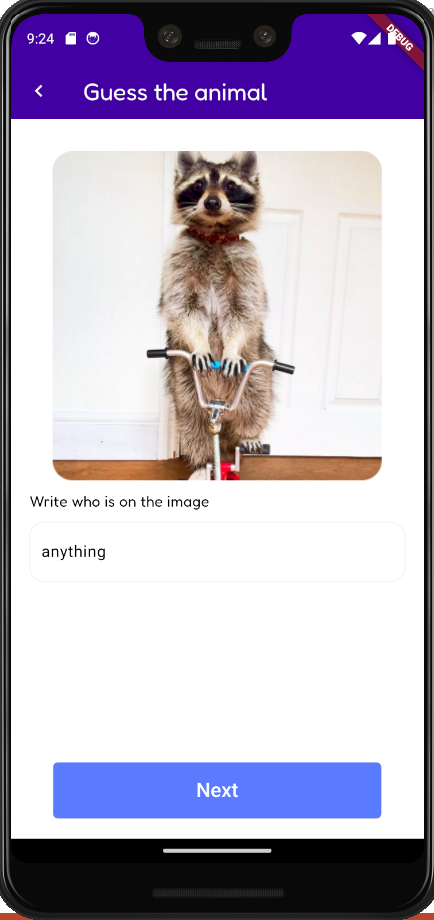 9:24
DEBUG
Guess the animal
Write who is on the image
anything
Next